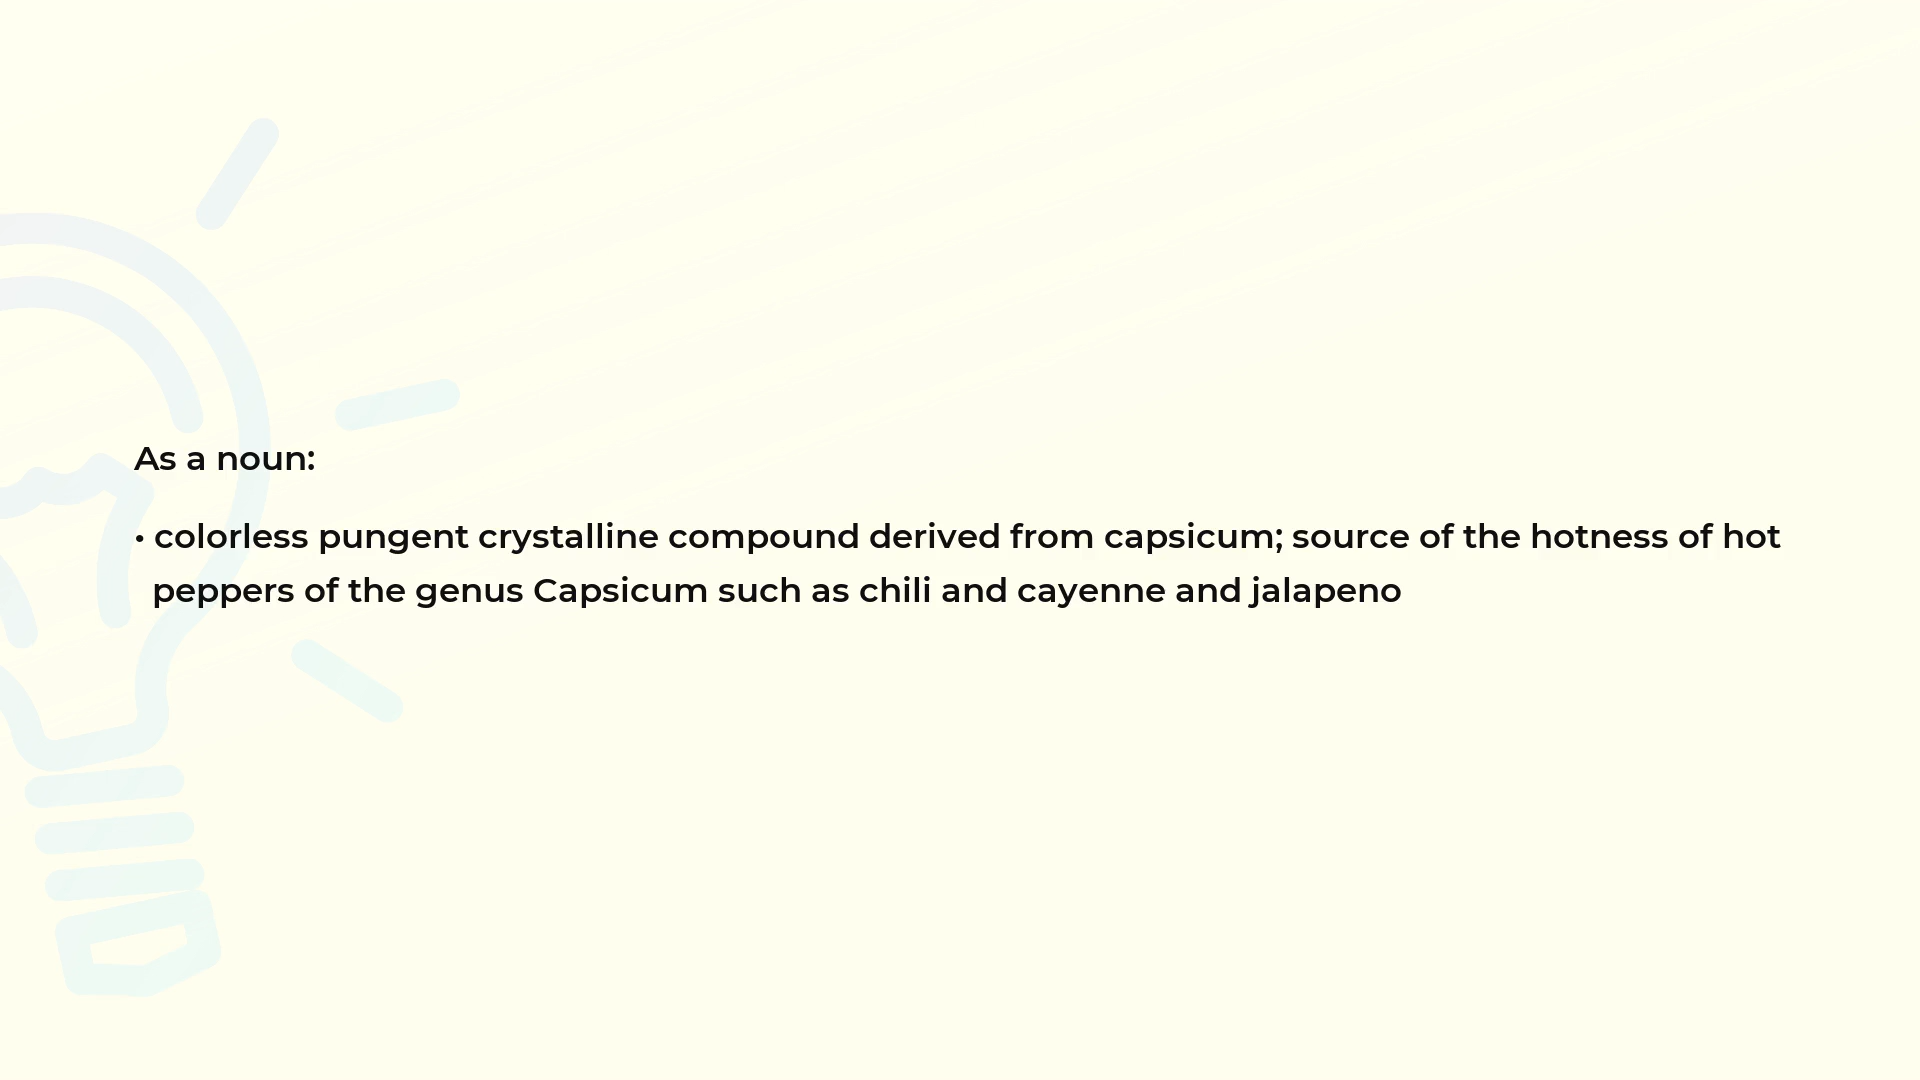 As a noun:
• colorless pungent crystalline compound derived from capsicum; source of the hotness of hot
peppers of the genus Capsicum such as chili and cayenne and jalapeno